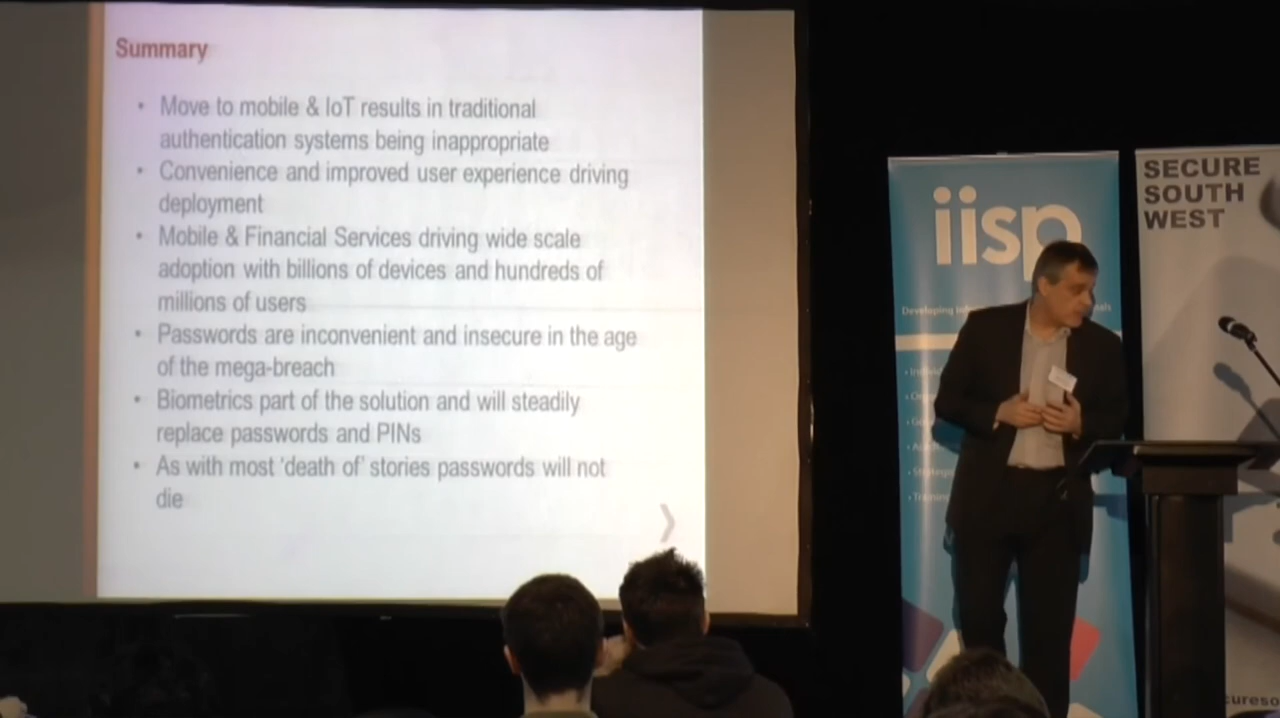 Summary
• Move to mobile & IoT results in traditional
authentication systems being inappropriate
• Convenience and improved user experience driving
deployment
• Mobile & Financial Services driving wide scale
adoption with billions of devices and hundreds of
millions of users
• Passwords are inconvenient and insecure in the age
of the mega-breach
• Biometrics part of the solution and will steadily
replace passwords and PINs
• As with most 'death of' stories passwords will not
die
iisp
Developing
SECURE
SOUTH
WEST